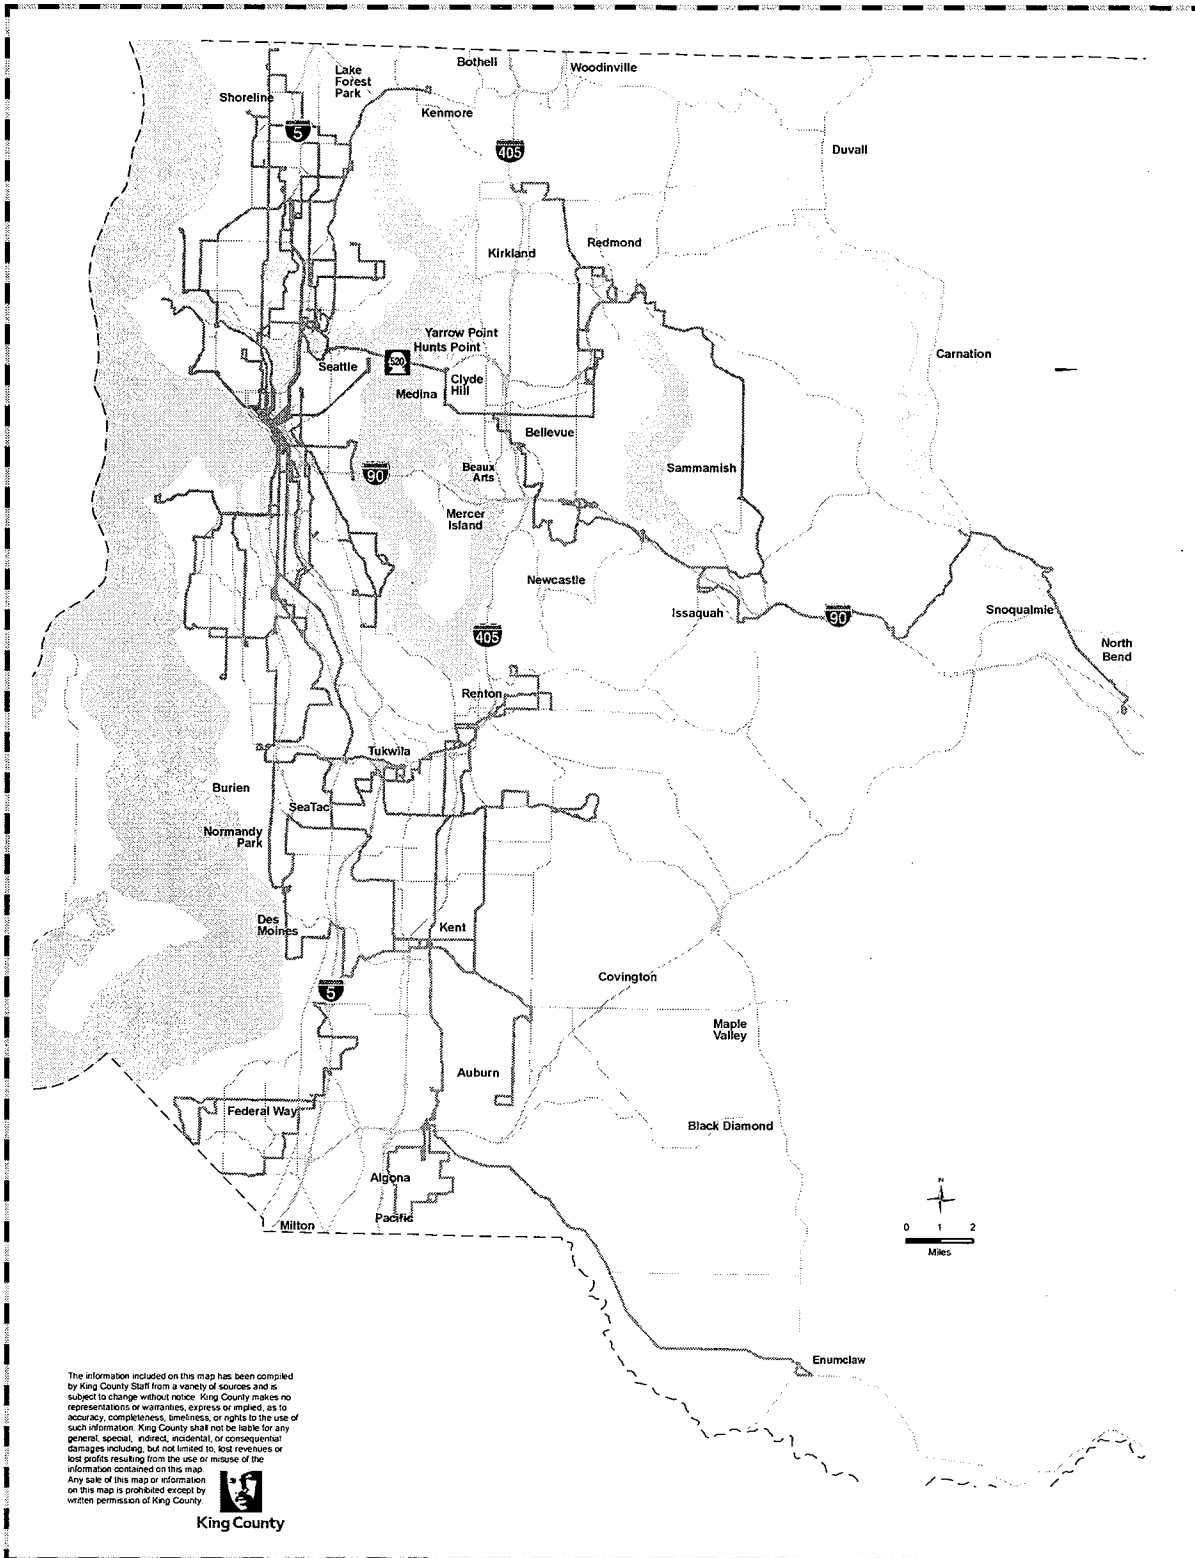 Bothell
Woodinville
Lake
Forest
Park
Shoreline
Kenmore
5
405
Duvall
Redmond
Kirkland
Yarrow Point
Hunts Point
Carnation
520
Seattle
Clyde
Hill
Medina
Bellevue
Beaux
Arts
Sammamish
90
Mercer
Island
Newcastle
Issaquah
90
Snoqualmie
405
North
Bend
Renton
Tukwila
Burien
SeaTac
Normandy
Park
Des
Moines
Kent
Covington
5
Maple
Valley
Auburn
Federal Way
Black Diamond
Algona
N
Pacific
Milton
0 1 2
Miles
Enumclaw
The information included on this map has been compiled
by King County Staff from a variety of sources and is
subject to change without notice. King County makes no
representations or warranties, express or implied, as to
accuracy, completeness, timeliness, or rights to the use of
such information. King County shall not be liable for any
general, special, indirect, incidental, or consequential
damages including, but not limited to, lost revenues or
lost profits resulting from the use or misuse of the
information contained on this map.
Any sale of this map or information
on this map is prohibited except by
written permission of King County.
King County